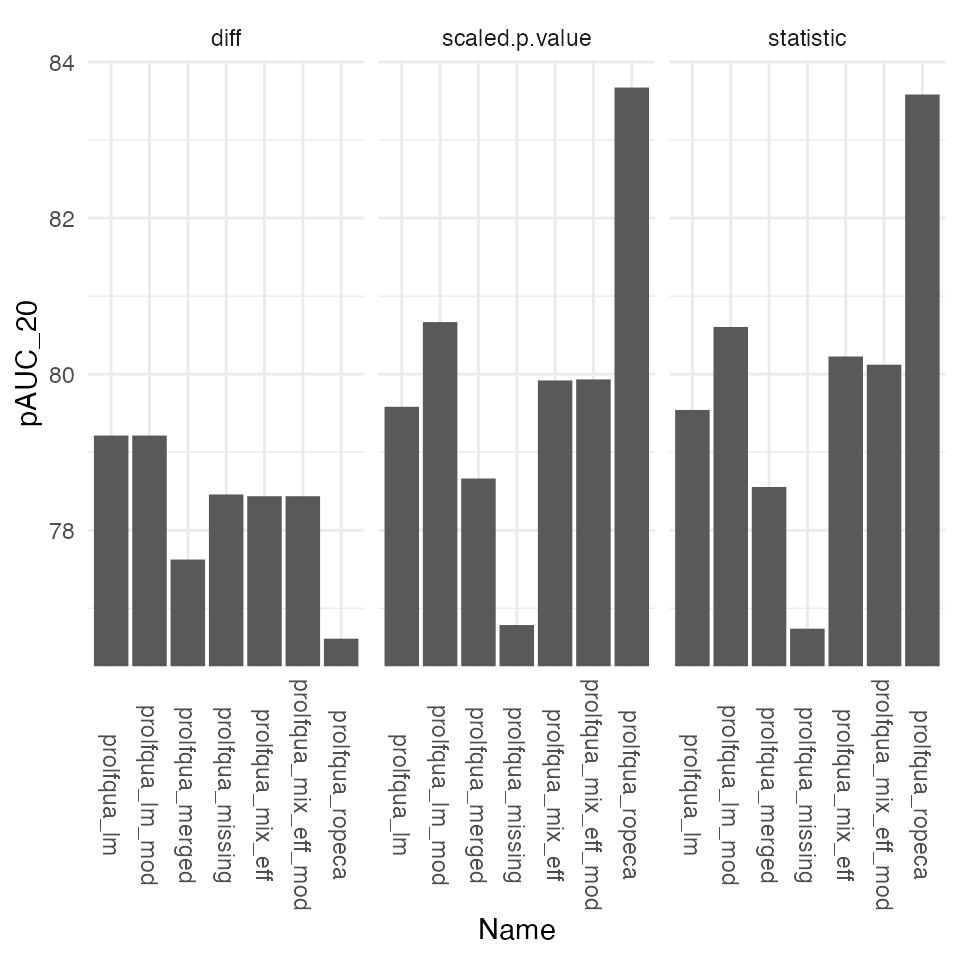 diff
scaled.p.value
statistic
pAUC_20
84
82
80
78
prolfqua_lm
prolfqua_lm_mod
prolfqua_merged
prolfqua_missing
prolfqua_mix_eff
prolfqua_mix_eff_mod
prolfqua_ropeca
prolfqua_lm
prolfqua_lm_mod
prolfqua_merged
prolfqua_missing
prolfqua_mix_eff
prolfqua_mix_eff_mod
prolfqua_ropeca
prolfqua_lm
prolfqua_lm_mod
prolfqua_merged
prolfqua_missing
prolfqua_mix_eff
prolfqua_mix_eff_mod
prolfqua_ropeca
Name